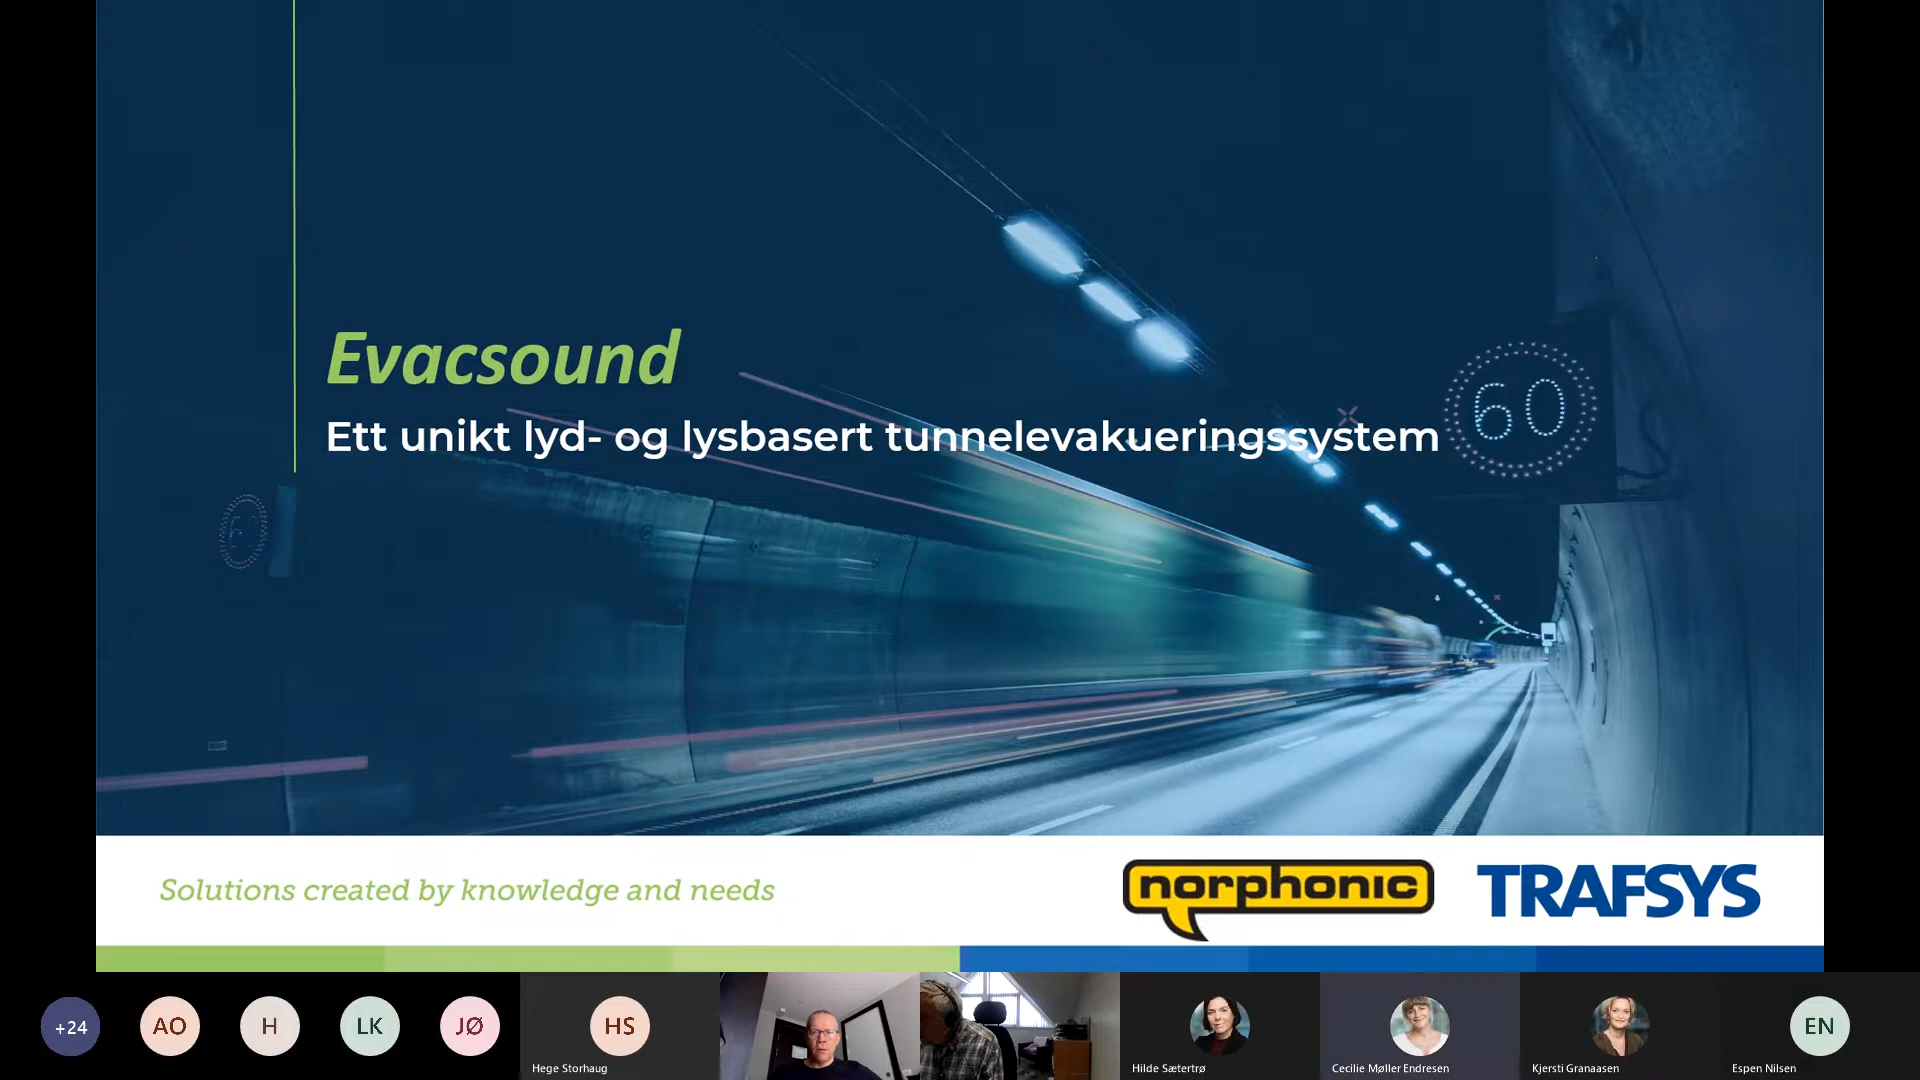 Evacsound
Ett unikt lyd- og lysbasert tunnelevakueringssystem
60
Solutions created by knowledge and needs
norphonic
TRAFSYS
+24
AO
H
LK
JØ
HS
EN
Hege Storhaug
Hilde Sætertrø
Cecilie Møller Endresen
Kjersti Granaasen
Espen Nilsen